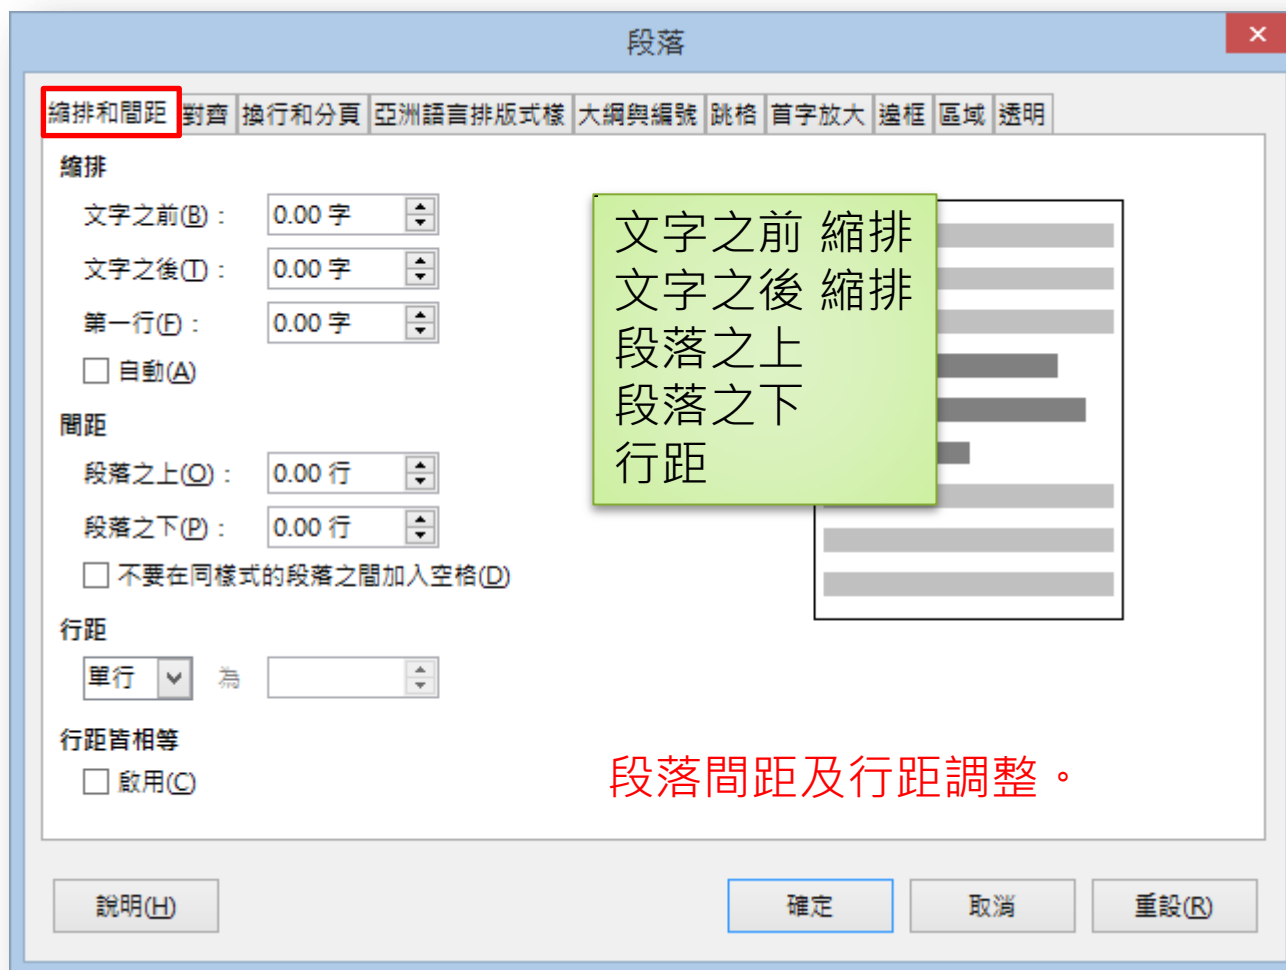 段落
縮排和間距 對齊 換行和分頁 亞洲語言排版式樣 大綱與編號 跳格 首字放大 邊框 區域 透明
縮排
文字之前(B)： 0.00 字
文字之後(T)： 0.00 字
第一行(F)： 0.00 字
自動(A)
間距
段落之上(O)： 0.00 行
段落之下(P)： 0.00 行
不要在同樣式的段落之間加入空格(D)
行距
單行 為
行距皆相等
啟用(C)
文字之前 縮排
文字之後 縮排
段落之上
段落之下
行距
段落間距及行距調整。
說明(H) 確定 取消 重設(R)